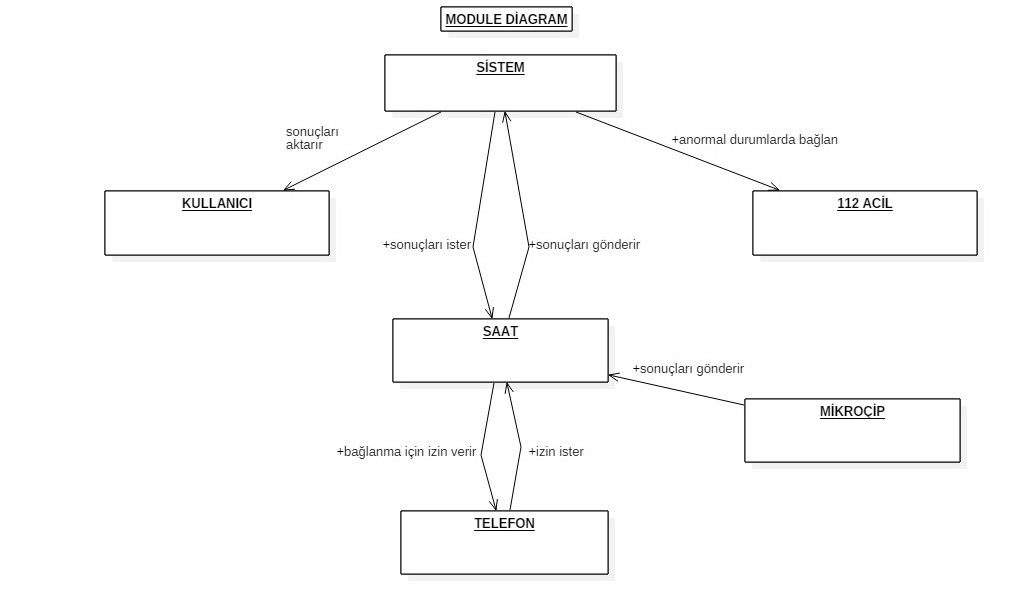 MODULE DİAGRAM
SİSTEM
sonuçları
aktarır
+anormal durumlarda bağlan
KULLANICI
112 ACİL
+sonuçları ister
+sonuçları gönderir
SAAT
+sonuçları gönderir
MİKROÇİP
+bağlanma için izin verir
+izin ister
TELEFON